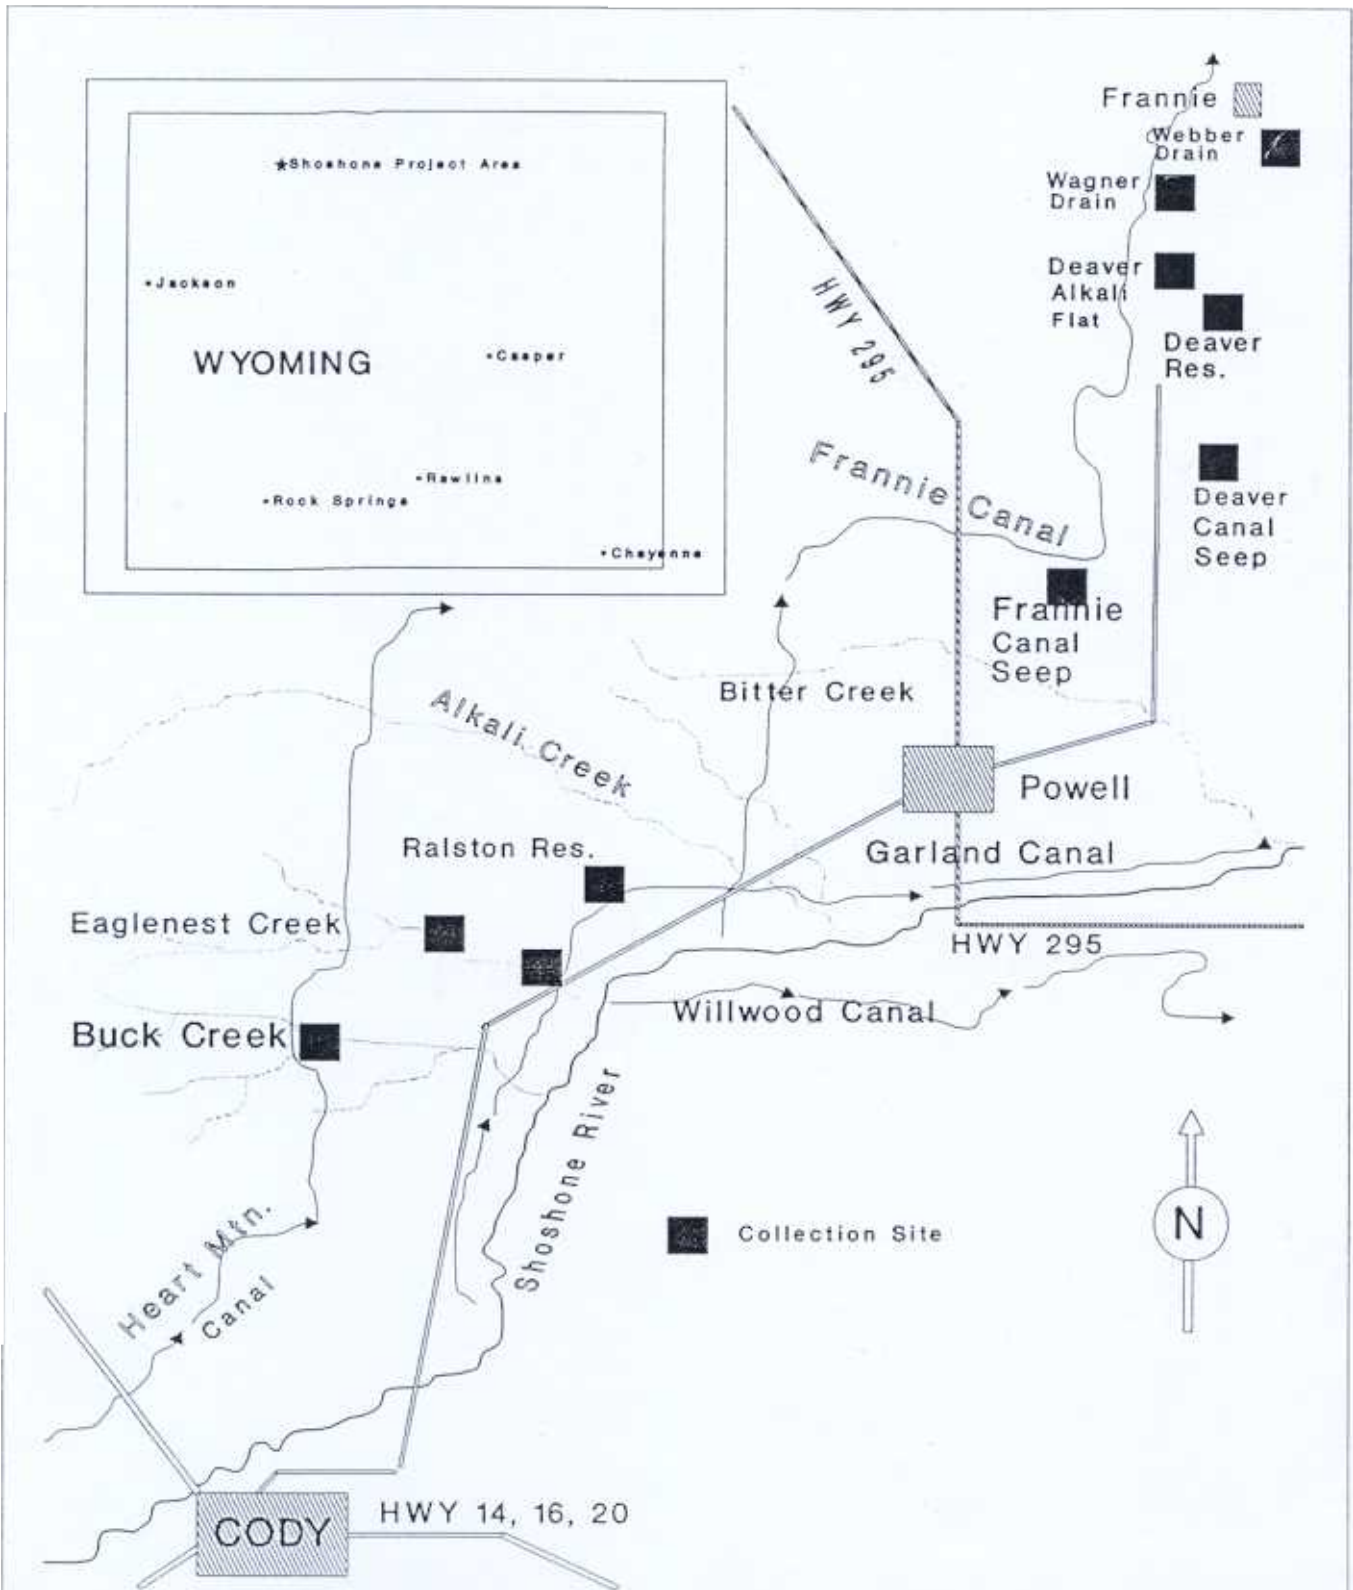 Frannie
Webber
Drain
Wagner
Drain
Shoshone Project Area
Jackson
WYOMING
Casper
Rawlins
Rock Springs
Cheyenne
HWY 295
Deaver
Alkali
Flat
Deaver
Res.
Frannie Canal
Deaver
Canal
Seep
Frannie
Canal
Seep
Bitter Creek
Alkali Creek
Powell
Ralston Res.
Garland Canal
Eaglenest Creek
HWY 295
Willwood Canal
Buck Creek
Shoshone River
Heart Mtn.
Canal
Collection Site
N
HWY 14, 16, 20
CODY